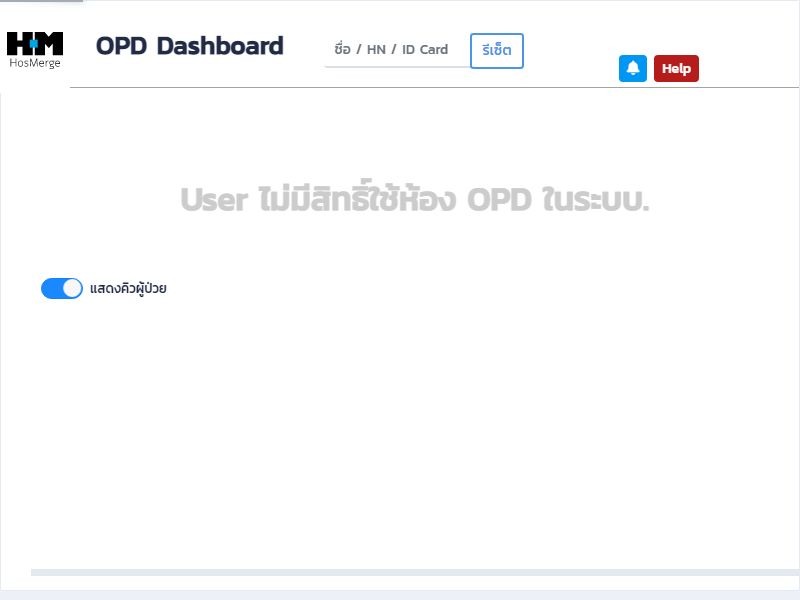 HM
HosMerge
OPD Dashboard
ชื่อ / HN / ID Card
รีเซ็ต
Help
User ไม่มีสิทธิ์ใช้ห้อง OPD ในระบบ.
แสดงคิวผู้ป่วย